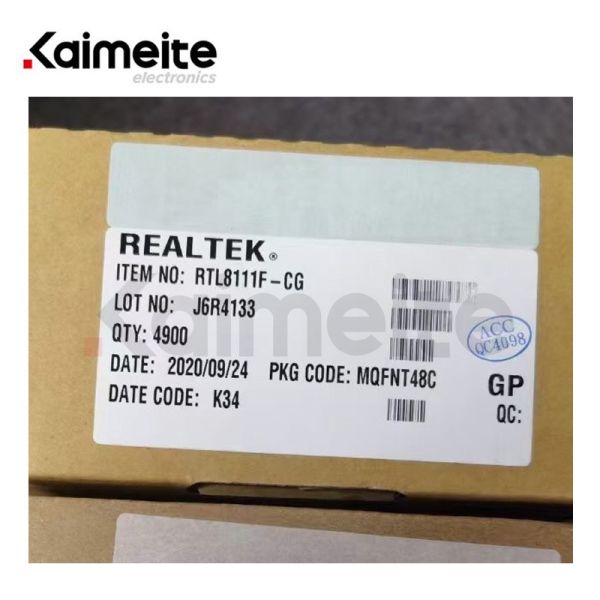 Kaimeite
electronics
REALTEK®
ITEM NO: RTL8111F-CG
LOT NO: J6R4133
QTY: 4900
DATE: 2020/09/24 PKG CODE: MQFNT48C
DATE CODE: K34
ACC
QC4098
GP
QC:
Kaimeite